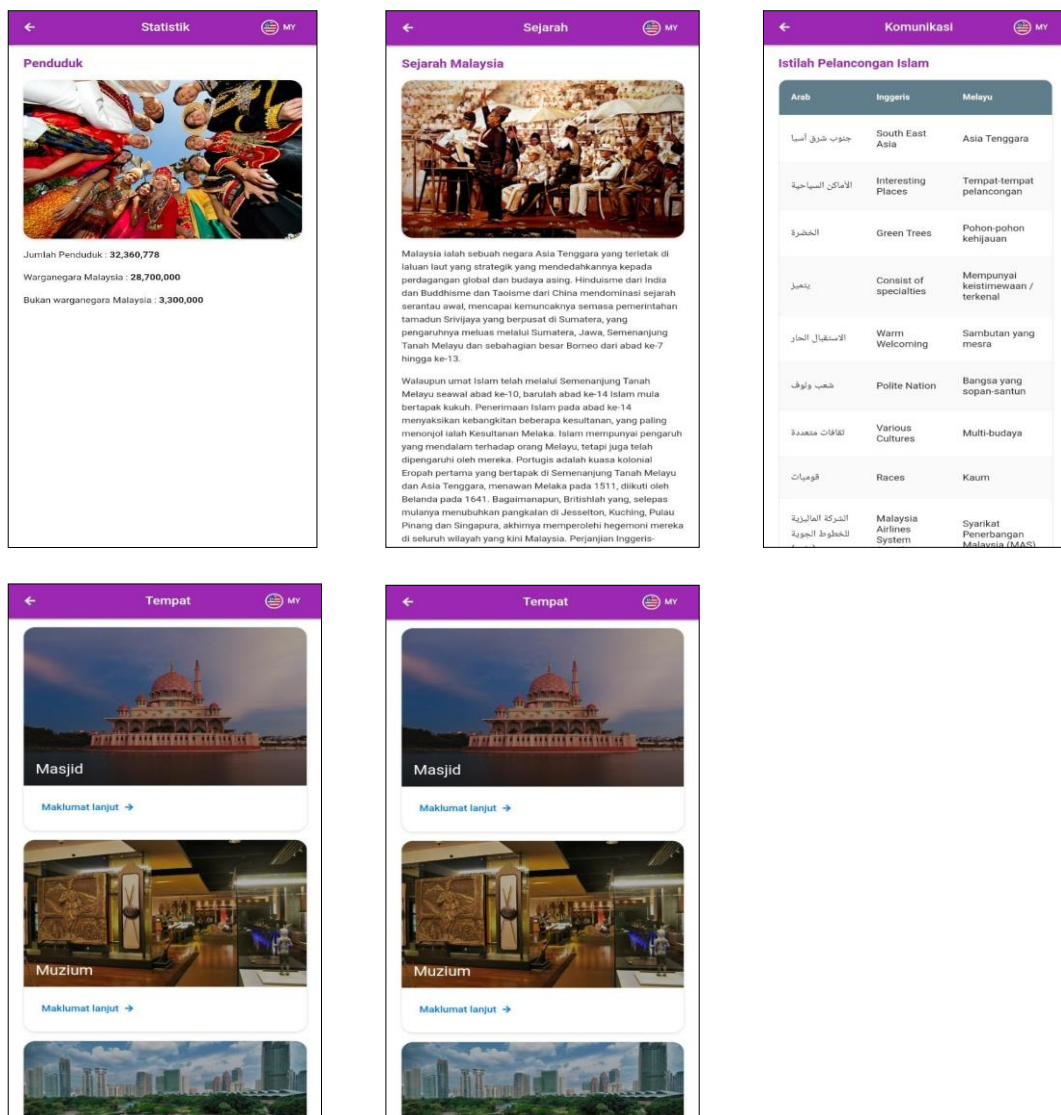 Statistik
MY
Penduduk
Jumlah Penduduk : 32,360,778
Warganegara Malaysia : 28,700,000
Bukan warganegara Malaysia : 3,300,000
Sejarah
MY
Sejarah Malaysia
Malaysia ialah sebuah negara Asia Tenggara yang terletak di
laluan laut yang strategik yang mendedahkannya kepada
perdagangan global dan budaya asing. Hinduisme dari India
dan Buddhisme dan Taoisme dari China mendominasi sejarah
serantau awal, mencapai kemuncaknya semasa pemerintahan
tamadun Srivijaya yang berpusat di Sumatera, yang
pengaruhnya meluas melalui Sumatera, Jawa, Semenanjung
Tanah Melayu dan sebahagian besar Borneo dari abad ke-7
hingga ke-13.
Walaupun umat Islam telah melalui Semenanjung Tanah
Melayu seawal abad ke-10, barulah abad ke-14 Islam mula
bertapak kukuh. Penerimaan Islam pada abad ke-14
menyaksikan kebangkitan beberapa kesultanan, yang paling
menonjol ialah Kesultanan Melaka. Islam mempunyai pengaruh
yang mendalam terhadap orang Melayu, tetapi juga telah
dipengaruhi oleh mereka. Portugis adalah kuasa kolonial
Eropah pertama yang bertapak di Semenanjung Tanah Melayu
dan Asia Tenggara, menawan Melaka pada 1511, diikuti oleh
Belanda pada 1641. Bagaimanapun, Britishlah yang, selepas
mulanya menubuhkan pangkalan di Jesselton, Kuching, Pulau
Pinang dan Singapura, akhirnya memperolehi hegemoni mereka
di seluruh wilayah yang kini Malaysia. Perjanjian Inggeris-
Komunikasi
MY
Istilah Pelancongan Islam
Arab Inggeris Melayu
جنوب شرق آسيا South East Asia Asia Tenggara
الأماكن السياحية Interesting Places Tempat-tempat pelancongan
الخضرة Green Trees Pohon-pohon kehijauan
يتميز Consist of specialties Mempunyai keistimewaan / terkenal
الاستقبال الحار Warm Welcoming Sambutan yang mesra
شعب ولوف Polite Nation Bangsa yang sopan-santun
ثقافات متعددة Various Cultures Multi-budaya
قوميات Races Kaum
الشركة الماليزية للخطوط الجوية Malaysia Airlines System Syarikat Penerbangan Malaysia (MAS)
Tempat
MY
Masjid
Maklumat lanjut →
Muzium
Maklumat lanjut →
Tempat
MY
Masjid
Maklumat lanjut →
Muzium
Maklumat lanjut →